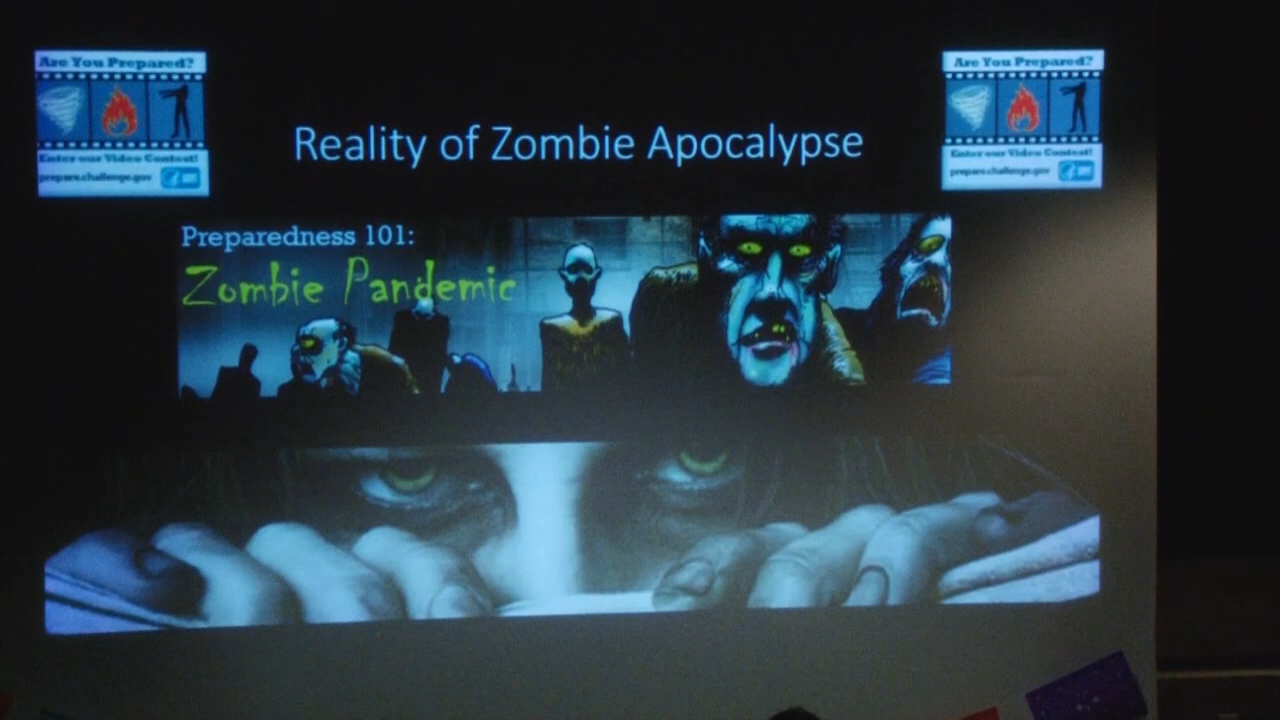 Are You Prepared?
Enter our Video Contest!
prepare.challenge.gov
Reality of Zombie Apocalypse
Are You Prepared?
Enter our Video Contest!
prepare.challenge.gov
Preparedness 101:
Zombie Pandemic